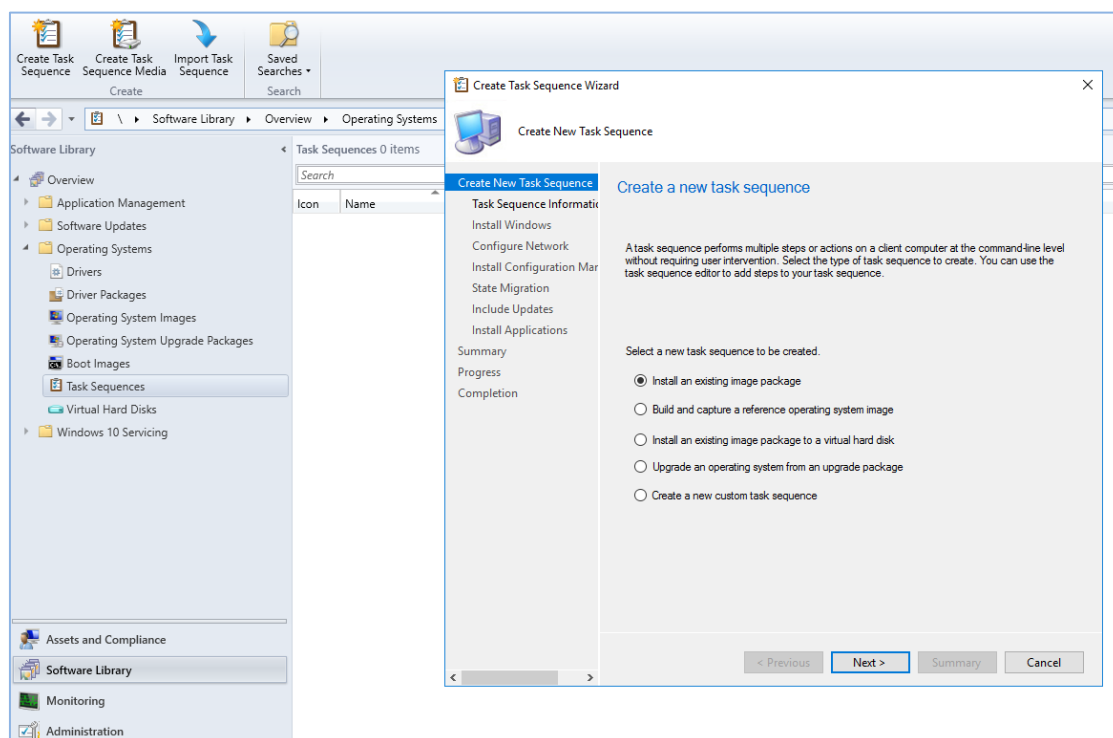 Create Task Sequence
Create Task Sequence Media
Import Task Sequence
Saved Searches
Create
Search
\ Software Library Overview Operating Systems
Software Library
Overview
Application Management
Software Updates
Operating Systems
Drivers
Driver Packages
Operating System Images
Operating System Upgrade Packages
Boot Images
Task Sequences
Virtual Hard Disks
Windows 10 Servicing
Assets and Compliance
Software Library
Monitoring
Administration
Task Sequences 0 items
Search
Icon Name
Create Task Sequence Wizard
Create New Task Sequence
Create New Task Sequence
Task Sequence Informatic
Install Windows
Configure Network
Install Configuration Mar
State Migration
Include Updates
Install Applications
Summary
Progress
Completion
Create a new task sequence
A task sequence performs multiple steps or actions on a client computer at the command-line level
without requiring user intervention. Select the type of task sequence to create. You can use the
task sequence editor to add steps to your task sequence.
Select a new task sequence to be created.
Install an existing image package
Build and capture a reference operating system image
Install an existing image package to a virtual hard disk
Upgrade an operating system from an upgrade package
Create a new custom task sequence
< Previous Next > Summary Cancel